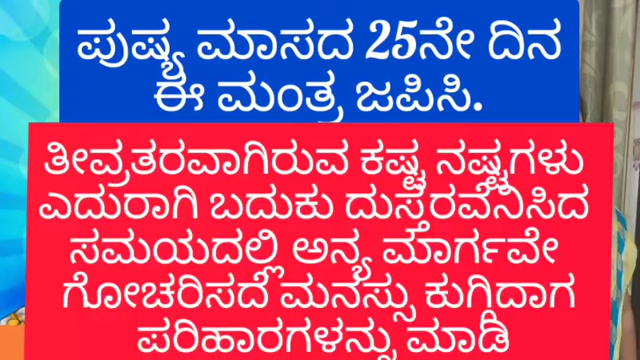 ಪುಷ್ಯ ಮಾಸದ 25ನೇ ದಿನ
ಈ ಮಂತ್ರ ಜಪಿಸಿ.
ತೀವ್ರತರವಾಗಿರುವ ಕಷ್ಟ ನಷ್ಟಗಳು
ಎದುರಾಗಿ ಬದುಕು ದುಸ್ತರವೆನಿಸಿದ
ಸಮಯದಲ್ಲಿ ಅನ್ಯ ಮಾರ್ಗವೇ
ಗೋಚರಿಸದೆ ಮನಸ್ಸು ಕುಗ್ಗಿದಾಗ
ಪರಿಹಾರಗಳನ್ನು ಮಾಡಿ